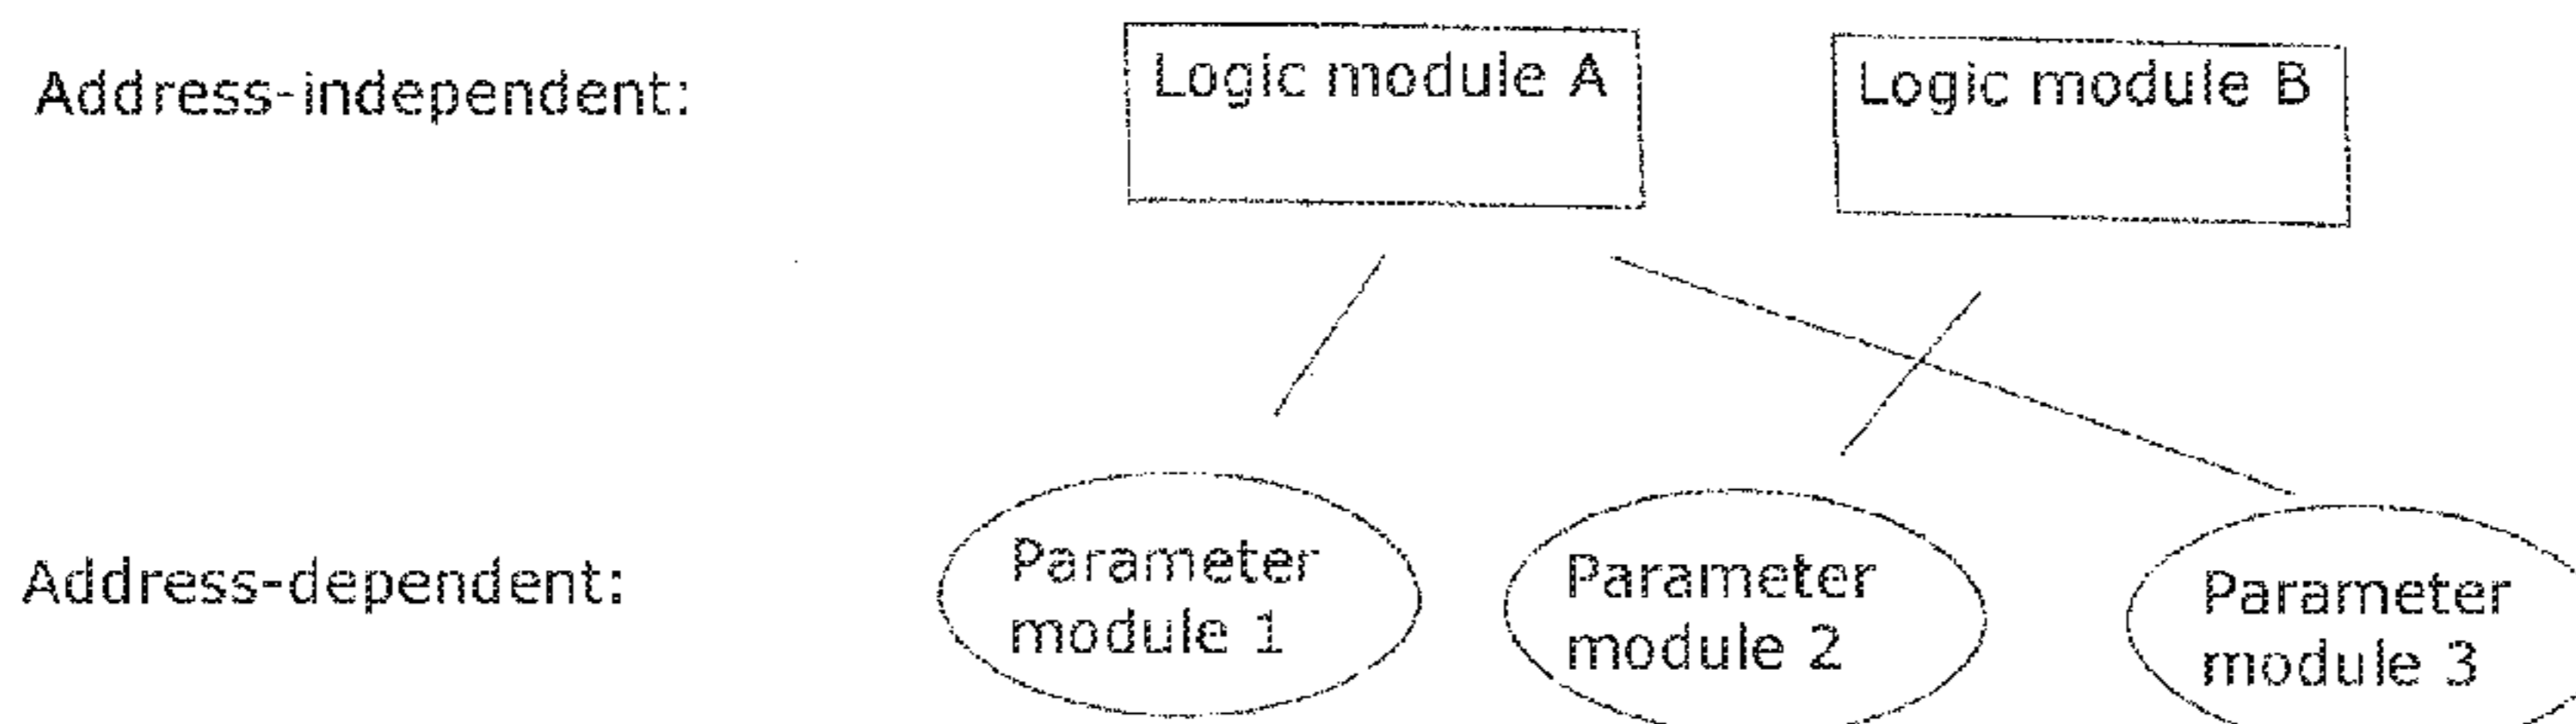 Address-independent:
Logic module A
Logic module B
Address-dependent:
Parameter
module 1
Parameter
module 2
Parameter
module 3